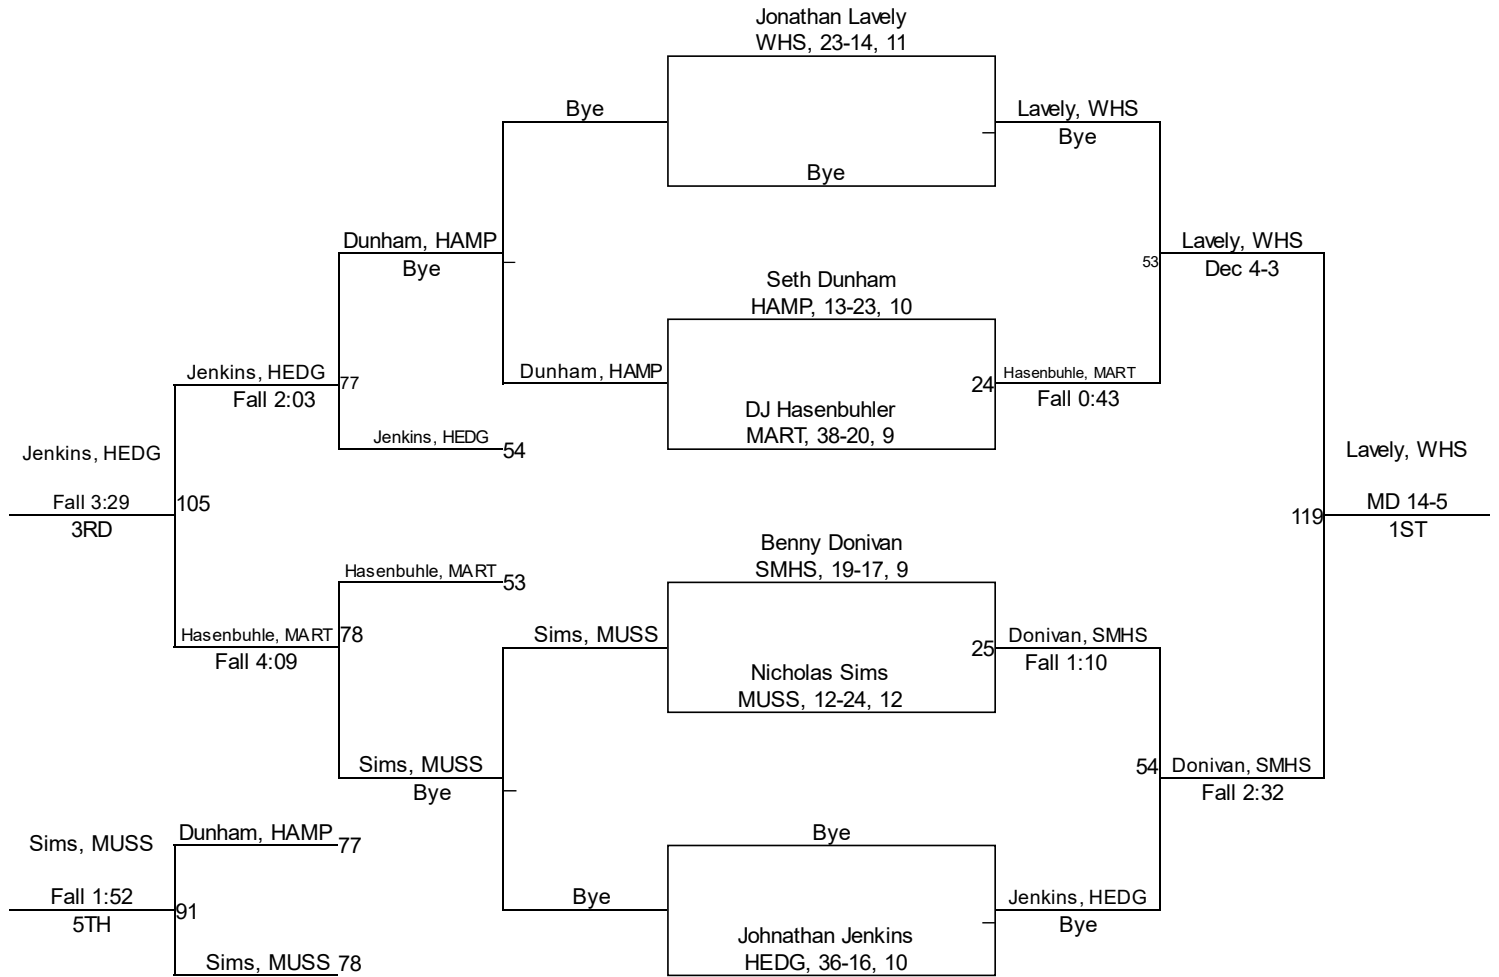 Jonathan Lavely
WHS, 23-14, 11
Bye
Lavely, WHS
Bye
Bye
Dunham, HAMP
Bye
Lavely, WHS
53
Dec 4-3
Seth Dunham
HAMP, 13-23, 10
Jenkins, HEDG
77
Fall 2:03
Dunham, HAMP
24
Hasenbuhle, MART
Fall 0:43
DJ Hasenbuhler
MART, 38-20, 9
Jenkins, HEDG
54
Jenkins, HEDG
Lavely, WHS
Fall 3:29
105
3RD
119
MD 14-5
1ST
Benny Donivan
SMHS, 19-17, 9
Hasenbuhle, MART
53
Hasenbuhle, MART
78
Fall 4:09
Sims, MUSS
25
Donivan, SMHS
Fall 1:10
Nicholas Sims
MUSS, 12-24, 12
Sims, MUSS
Bye
54
Donivan, SMHS
Fall 2:32
Sims, MUSS
Dunham, HAMP
77
Bye
Fall 1:52
91
5TH
Bye
Jenkins, HEDG
Bye
Johnathan Jenkins
HEDG, 36-16, 10
Sims, MUSS
78